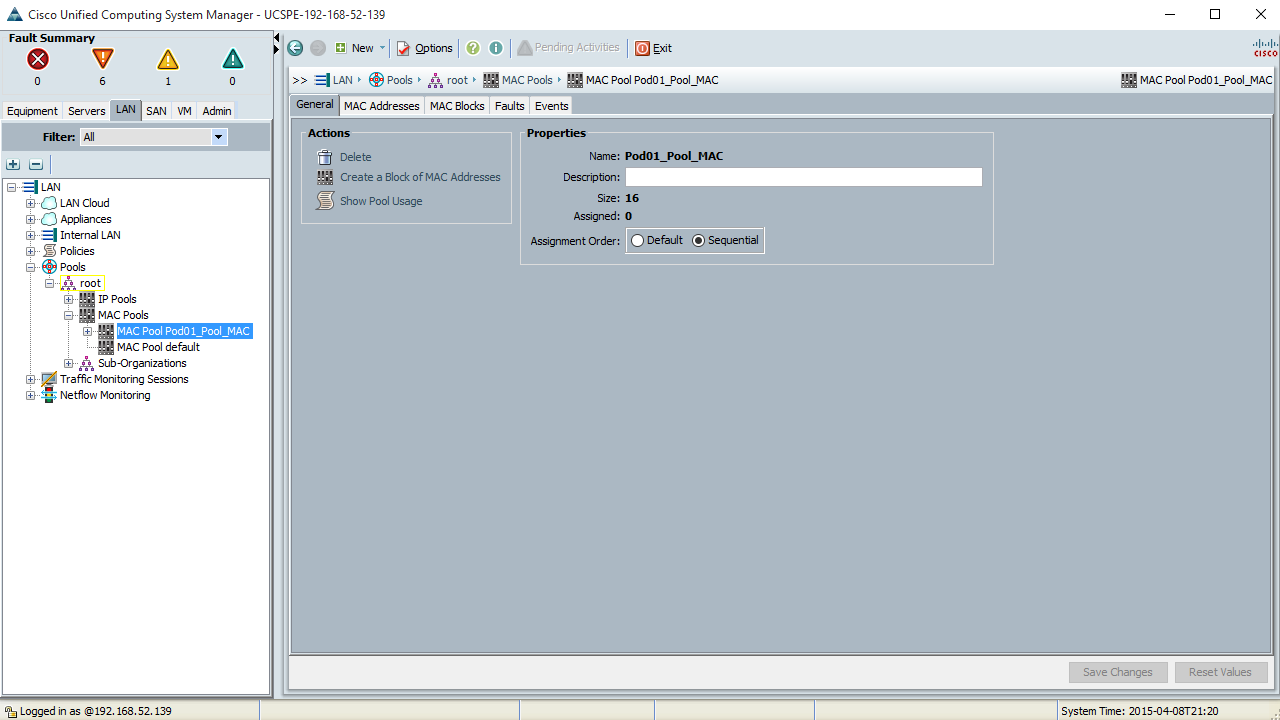 Cisco Unified Computing System Manager - UCSPE-192-168-52-139
Fault Summary
0 6 1 0
Equipment Servers LAN SAN VM Admin
Filter: All
LAN
LAN Cloud
Appliances
Internal LAN
Policies
Pools
root
IP Pools
MAC Pools
MAC Pool Pod01_Pool_MAC
MAC Pool default
Sub-Organizations
Traffic Monitoring Sessions
Netflow Monitoring
New Options Pending Activities Exit
CISCO
>> LAN Pools root MAC Pools MAC Pool Pod01_Pool_MAC MAC Pool Pod01_Pool_MAC
General MAC Addresses MAC Blocks Faults Events
Actions
Delete
Create a Block of MAC Addresses
Show Pool Usage
Properties
Name: Pod01_Pool_MAC
Description:
Size: 16
Assigned: 0
Assignment Order: Default Sequential
Save Changes Reset Values
Logged in as @192.168.52.139 System Time: 2015-04-08T21:20